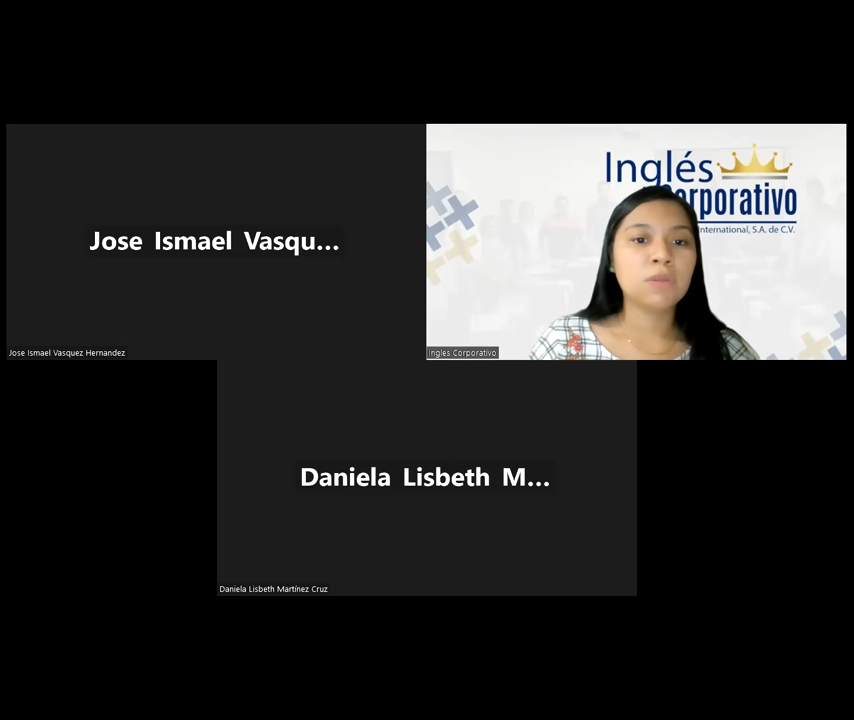 Jose Ismael Vasqu...
Jose Ismael Vasquez Hernandez
Inglés
Corporativo
International, S.A. de C.V.
Ingles Corporativo
Daniela Lisbeth M...
Daniela Lisbeth Martínez Cruz